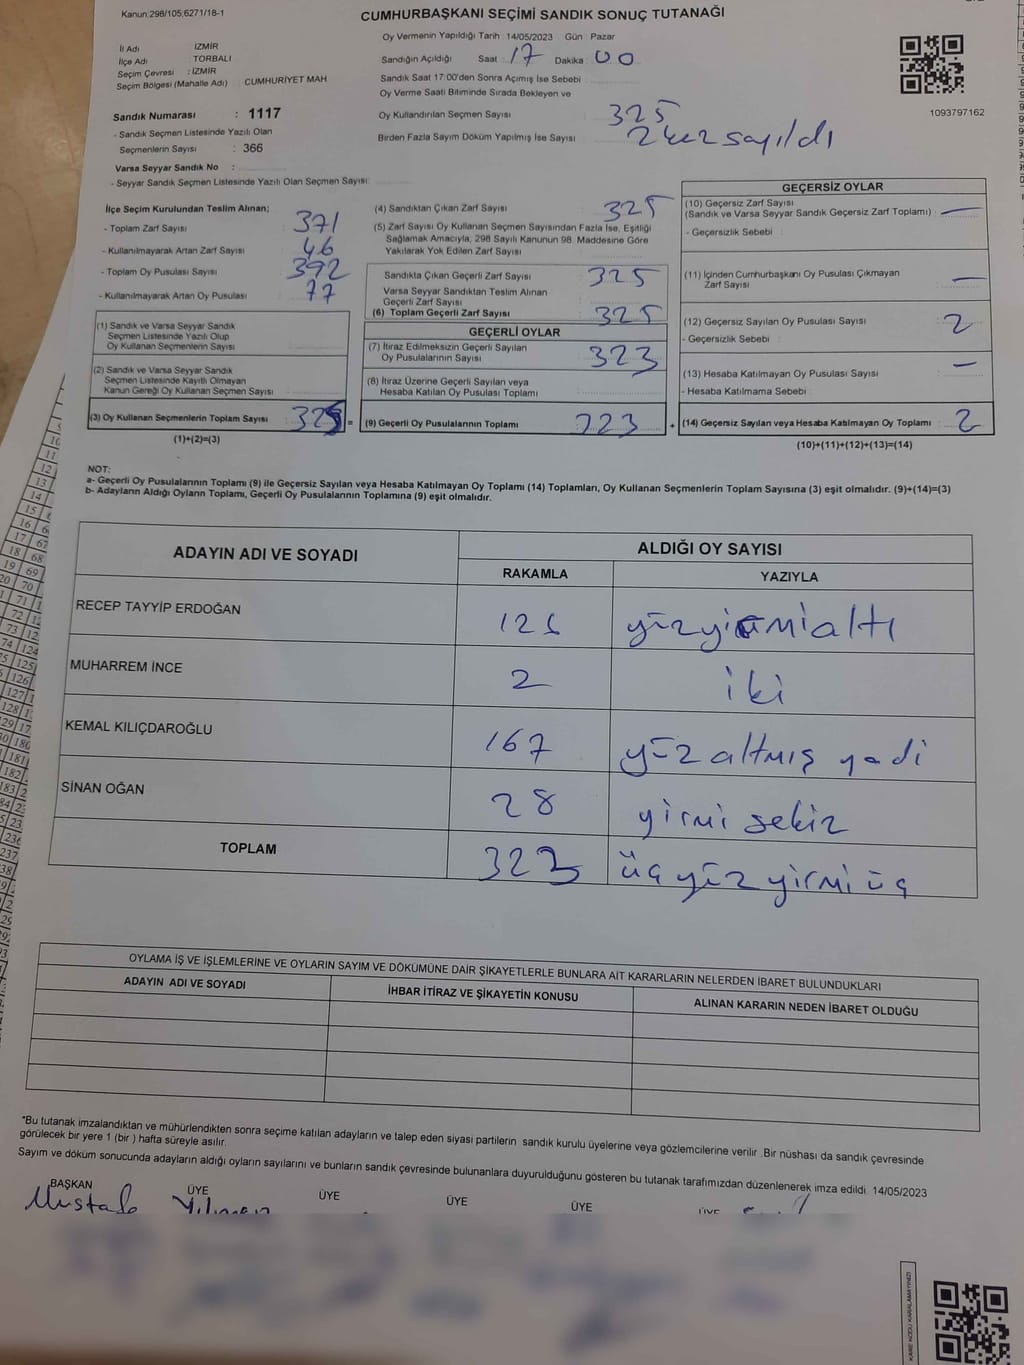 Kanun:298/105;6271/18-1
CUMHURBAŞKANI SEÇİMİ SANDIK SONUÇ TUTANAĞI
Oy Vermenin Yapıldığı Tarih : 14/05/2023 Gün : Pazar
İl Adı : İZMİR
İlçe Adı : TORBALI
Seçim Çevresi : İZMİR
Seçim Bölgesi (Mahalle Adı) : CUMHURİYET MAH
Sandık Numarası : 1117
- Sandık Seçmen Listesinde Yazılı Olan
Seçmenlerin Sayısı : 366
Varsa Seyyar Sandık No :
- Seyyar Sandık Seçmen Listesinde Yazılı Olan Seçmen Sayısı:
Sandığın Açıldığı Saat : 17 Dakika : 00
Sandık Saat 17:00'den Sonra Açımış İse Sebebi :
Oy Verme Saati Bitiminde Sırada Bekleyen ve
Oy Kullandırılan Seçmen Sayısı : 325
Birden Fazla Sayım Döküm Yapılmış İse Sayısı : 2 kez sayıldı
1093797162
İlçe Seçim Kurulundan Teslim Alınan;
- Toplam Zarf Sayısı : 371
- Kullanılmayarak Artan Zarf Sayısı : 46
- Toplam Oy Pusulası Sayısı : 392
- Kullanılmayarak Artan Oy Pusulası : 77
(1) Sandık ve Varsa Seyyar Sandık
Seçmen Listesinde Yazılı Olup
Oy Kullanan Seçmenlerin Sayısı :
(2) Sandık ve Varsa Seyyar Sandık
Seçmen Listesinde Kayıtlı Olmayan
Kanun Gereği Oy Kullanan Seçmen Sayısı :
(3) Oy Kullanan Seçmenlerin Toplam Sayısı : 325 =
(1)+(2)=(3)
(4) Sandıktan Çıkan Zarf Sayısı : 325
(5) Zarf Sayısı Oy Kullanan Seçmen Sayısından Fazla İse, Eşitliği
Sağlamak Amacıyla, 298 Sayılı Kanunun 98. Maddesine Göre
Yakılarak Yok Edilen Zarf Sayısı :
Sandıkta Çıkan Geçerli Zarf Sayısı : 325
Varsa Seyyar Sandıktan Teslim Alınan
Geçerli Zarf Sayısı :
(6) Toplam Geçerli Zarf Sayısı : 325
GEÇERLİ OYLAR
(7) İtiraz Edilmeksizin Geçerli Sayılan
Oy Pusulalarının Sayısı : 323
(8) İtiraz Üzerine Geçerli Sayılan veya
Hesaba Katılan Oy Pusulası Toplamı :
(9) Geçerli Oy Pusulalarının Toplamı : 323 +
GEÇERSİZ OYLAR
(10) Geçersiz Zarf Sayısı
(Sandık ve Varsa Seyyar Sandık Geçersiz Zarf Toplamı) : —
- Geçersizlik Sebebi :
(11) İçinden Cumhurbaşkanı Oy Pusulası Çıkmayan
Zarf Sayısı : —
(12) Geçersiz Sayılan Oy Pusulası Sayısı : 2
- Geçersizlik Sebebi :
(13) Hesaba Katılmayan Oy Pusulası Sayısı : —
- Hesaba Katılmama Sebebi :
(14) Geçersiz Sayılan veya Hesaba Katılmayan Oy Toplamı : 2
(10)+(11)+(12)+(13)=(14)
NOT:
a- Geçerli Oy Pusulalarının Toplamı (9) ile Geçersiz Sayılan veya Hesaba Katılmayan Oy Toplamı (14) Toplamları, Oy Kullanan Seçmenlerin Toplam Sayısına (3) eşit olmalıdır. (9)+(14)=(3)
b- Adayların Aldığı Oyların Toplamı, Geçerli Oy Pusulalarının Toplamına (9) eşit olmalıdır.
ADAYIN ADI VE SOYADI
ALDIĞI OY SAYISI
RAKAMLA YAZIYLA
RECEP TAYYİP ERDOĞAN 126 yüzyirmialtı
MUHARREM İNCE 2 iki
KEMAL KILIÇDAROĞLU 167 yüz altmış yedi
SİNAN OĞAN 28 yirmi sekiz
TOPLAM 323 üç yüz yirmi üç
OYLAMA İŞ VE İŞLEMLERİNE VE OYLARIN SAYIM VE DÖKÜMÜNE DAİR ŞİKAYETLERLE BUNLARA AİT KARARLARIN NELERDEN İBARET BULUNDUKLARI
ADAYIN ADI VE SOYADI İHBAR İTİRAZ VE ŞİKAYETİN KONUSU ALINAN KARARIN NEDEN İBARET OLDUĞU
*Bu tutanak imzalandıktan ve mühürlendikten sonra seçime katılan adayların ve talep eden siyasi partilerin sandık kurulu üyelerine veya gözlemcilerine verilir .Bir nüshası da sandık çevresinde
görülecek bir yere 1 (bir ) hafta süreyle asılır.
Sayım ve döküm sonucunda adayların aldığı oyların sayılarını ve bunların sandık çevresinde bulunanlara duyurulduğunu gösteren bu tutanak tarafımızdan düzenlenerek imza edildi. 14/05/2023
BAŞKAN ÜYE ÜYE ÜYE ÜYE ÜYE
Mustafa Yılmaz
KARE KODU KARALAMAYINIZ!